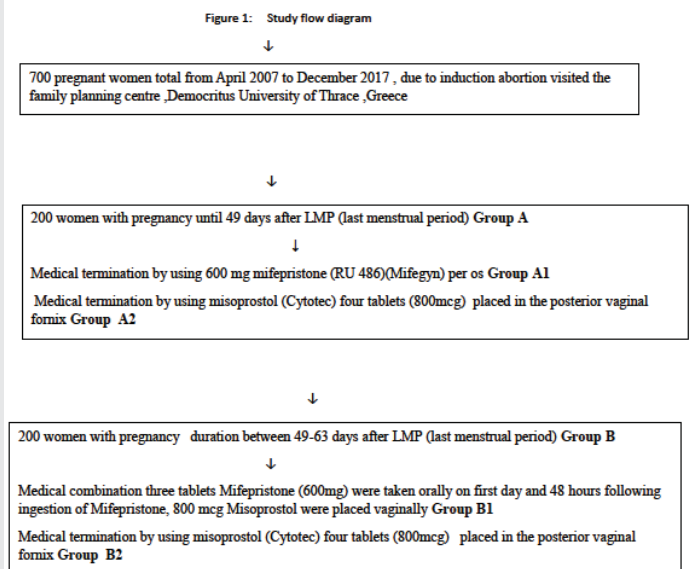 Figure 1: Study flow diagram
↓
700 pregnant women total from April 2007 to December 2017 , due to induction abortion visited the
family planning centre ,Democritus University of Thrace ,Greece
↓
200 women with pregnancy until 49 days after LMP (last menstrual period) Group A
↓
Medical termination by using 600 mg mifepristone (RU 486)(Mifegyn) per os Group A1
Medical termination by using misoprostol (Cytotec) four tablets (800mcg) placed in the posterior vaginal
fornix Group A2
↓
200 women with pregnancy duration between 49-63 days after LMP (last menstrual period) Group B
↓
Medical combination three tablets Mifepristone (600mg) were taken orally on first day and 48 hours following
ingestion of Mifepristone, 800 mcg Misoprostol were placed vaginally Group B1
Medical termination by using misoprostol (Cytotec) four tablets (800mcg) placed in the posterior vaginal
fornix Group B2